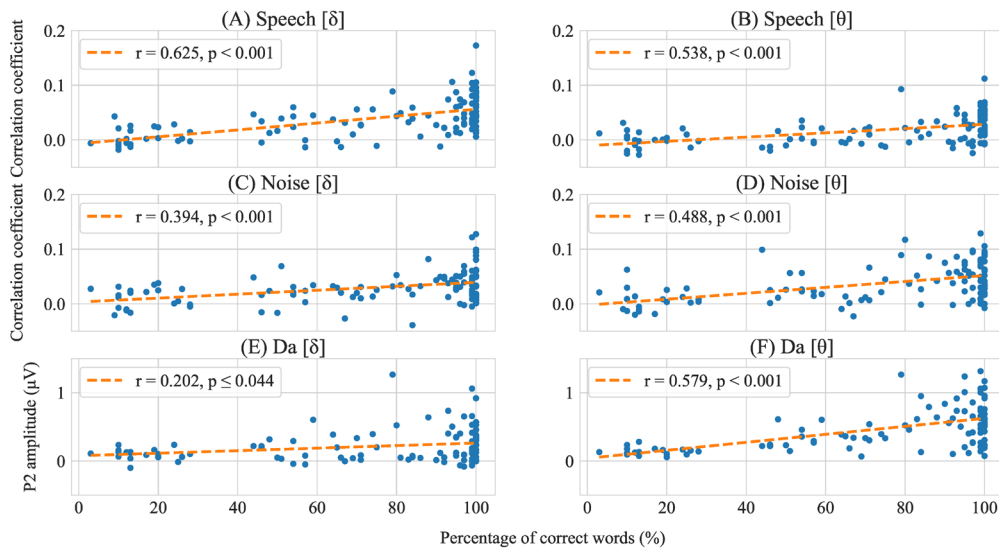 (A) Speech [δ]
(B) Speech [θ]
Correlation coefficient
0.2
0.1
0.0
r = 0.625, p < 0.001
0.2
0.1
0.0
r = 0.538, p < 0.001
(C) Noise [δ]
(D) Noise [θ]
Correlation coefficient
0.2
0.1
0.0
r = 0.394, p < 0.001
0.2
0.1
0.0
r = 0.488, p < 0.001
(E) Da [δ]
(F) Da [θ]
P2 amplitude (μV)
1
0
r = 0.202, p ≤ 0.044
1
0
r = 0.579, p < 0.001
0 20 40 60 80 100
0 20 40 60 80 100
Percentage of correct words (%)